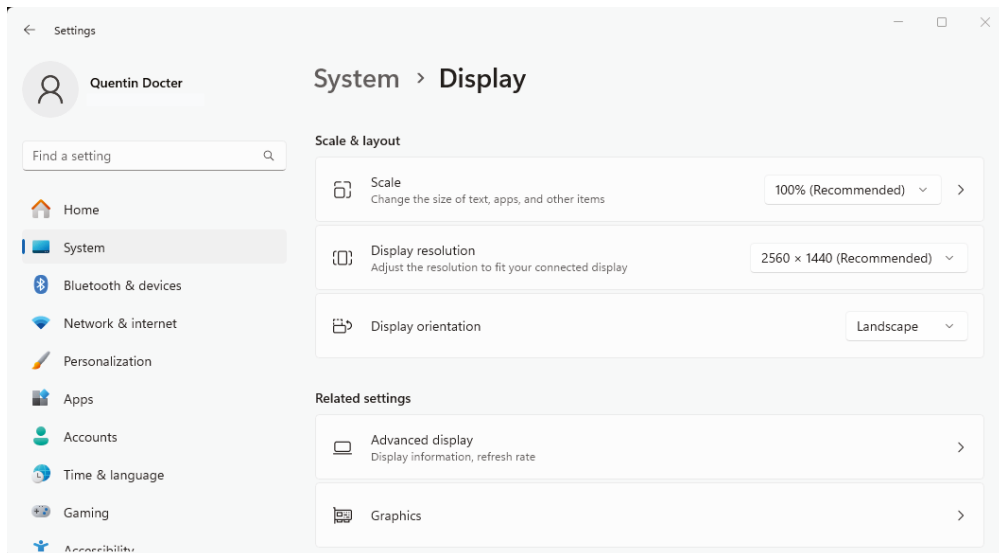 Settings
Quentin Docter
Find a setting
Home
System
Bluetooth & devices
Network & internet
Personalization
Apps
Accounts
Time & language
Gaming
Accessibility
System > Display
Scale & layout
Scale
Change the size of text, apps, and other items
100% (Recommended)
Display resolution
Adjust the resolution to fit your connected display
2560 × 1440 (Recommended)
Display orientation
Landscape
Related settings
Advanced display
Display information, refresh rate
Graphics